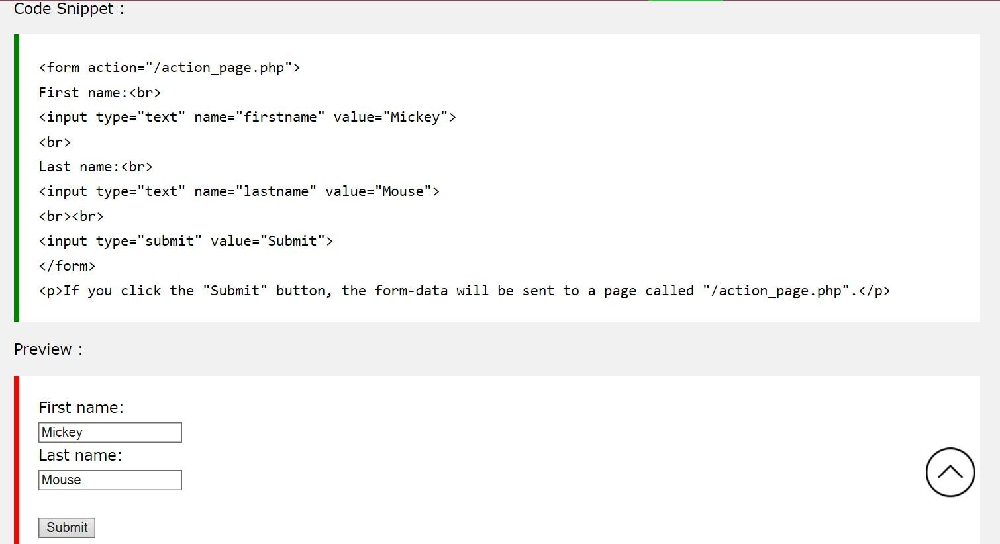 Code Snippet :
<form action="/action_page.php">
First name:<br>
<input type="text" name="firstname" value="Mickey">
<br>
Last name:<br>
<input type="text" name="lastname" value="Mouse">
<br><br>
<input type="submit" value="Submit">
</form>
<p>If you click the "Submit" button, the form-data will be sent to a page called "/action_page.php".</p>
Preview :
First name:
Mickey
Last name:
Mouse
Submit